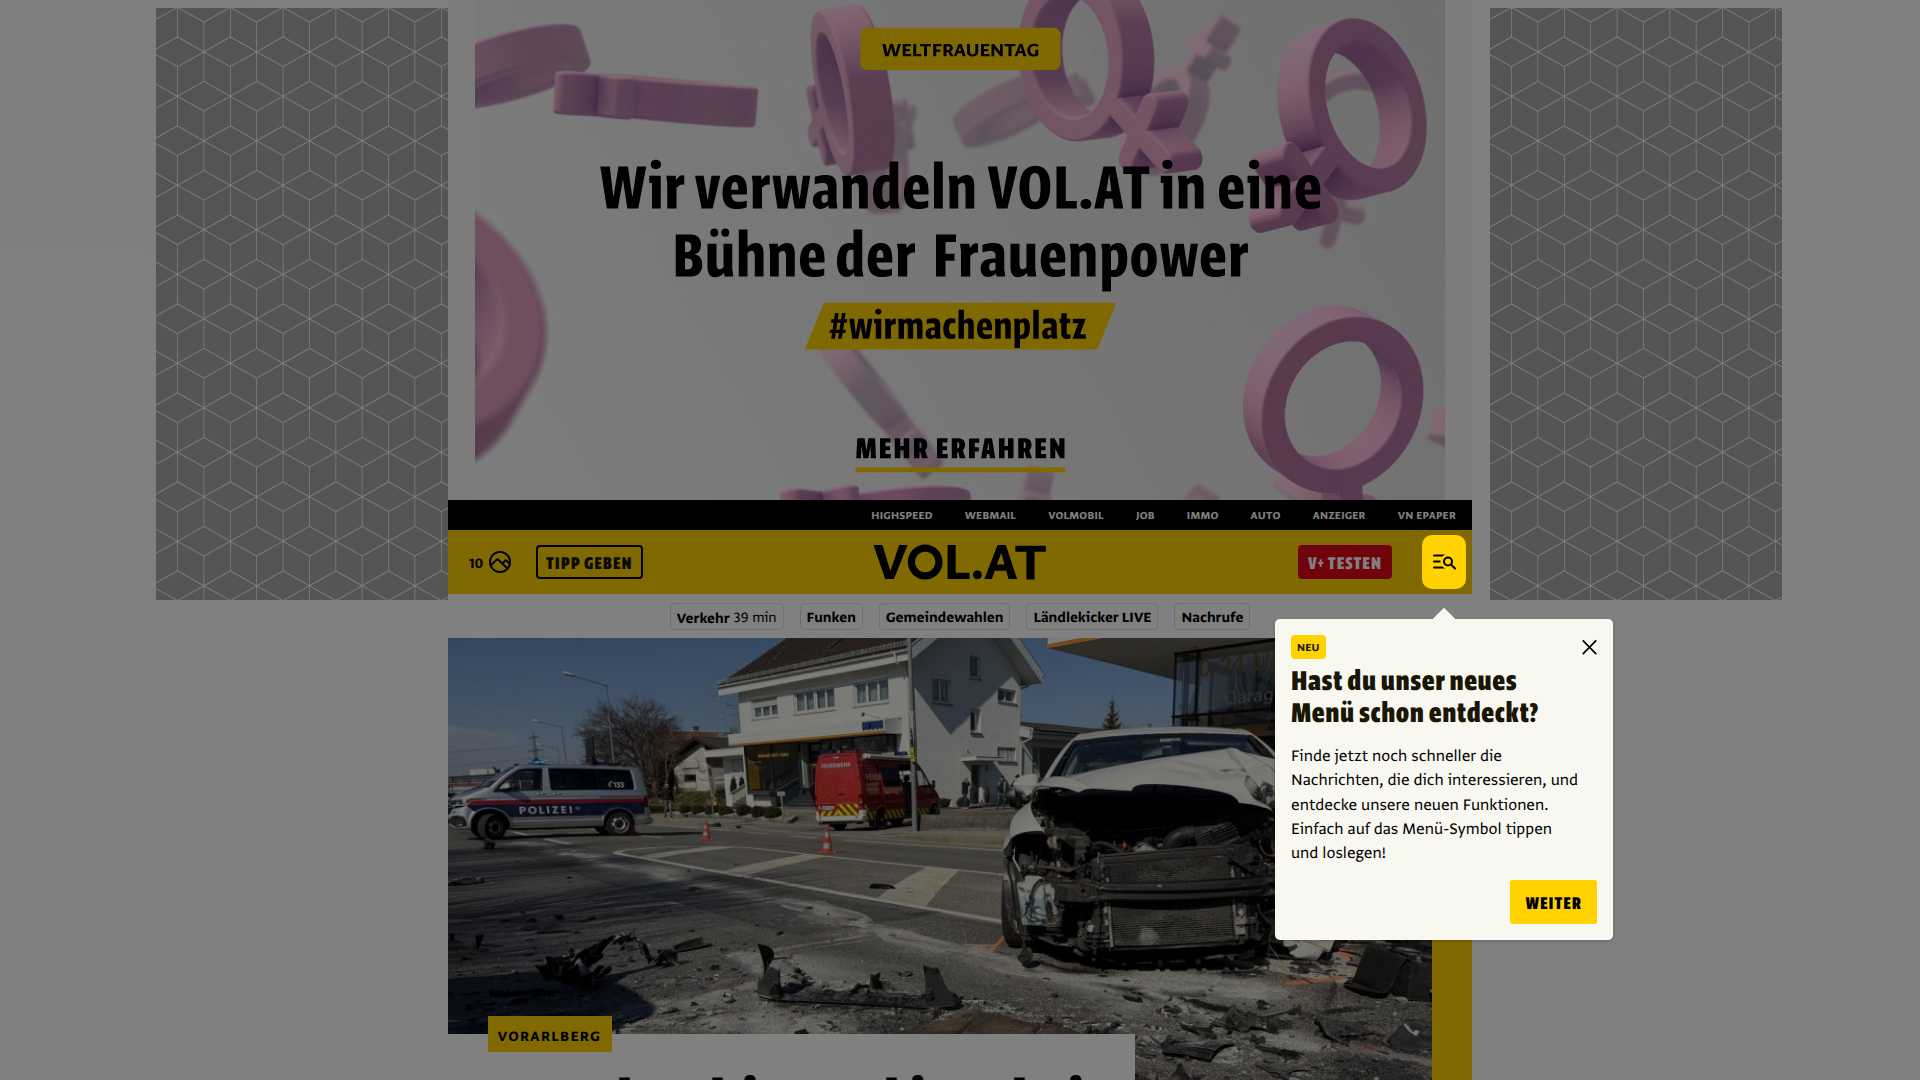 WELTFRAUENTAG
Wir verwandeln VOL.AT in eine
Bühne der Frauenpower
#wirmachenplatz
MEHR ERFAHREN
HIGHSPEED WEBMAIL VOLMOBIL JOB IMMO AUTO ANZEIGER VN EPAPER
10 TIPP GEBEN VOL.AT V+ TESTEN
Verkehr 39 min Funken Gemeindewahlen Ländlekicker LIVE Nachrufe
NEU
Hast du unser neues
Menü schon entdeckt?
Finde jetzt noch schneller die
Nachrichten, die dich interessieren, und
entdecke unsere neuen Funktionen.
Einfach auf das Menü-Symbol tippen
und loslegen!
WEITER
FEUERWEHR
POLIZEI
133
VORARLBERG